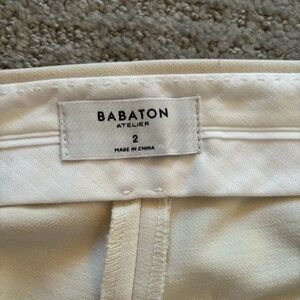 BABATON
ATELIER
2
MADE IN CHINA